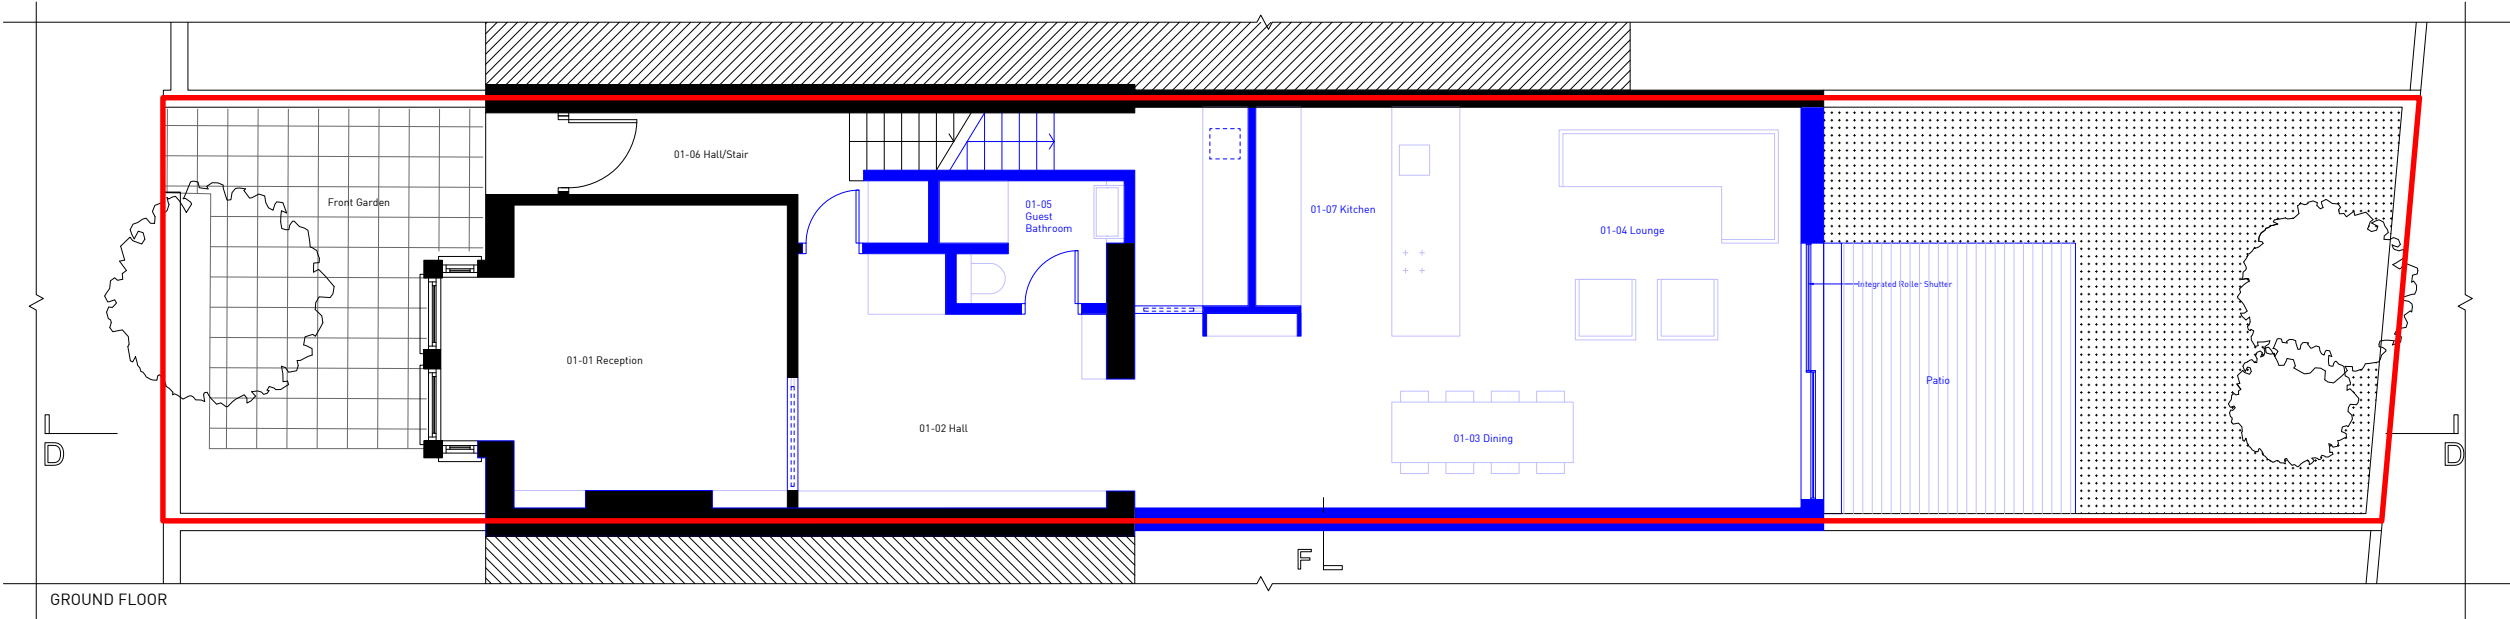 01-06 Hall/Stair
Front Garden
01-05
Guest
Bathroom
01-07 Kitchen
01-04 Lounge
Integrated Roller Shutter
01-01 Reception
Patio
01-02 Hall
01-03 Dining
D
D
F
GROUND FLOOR